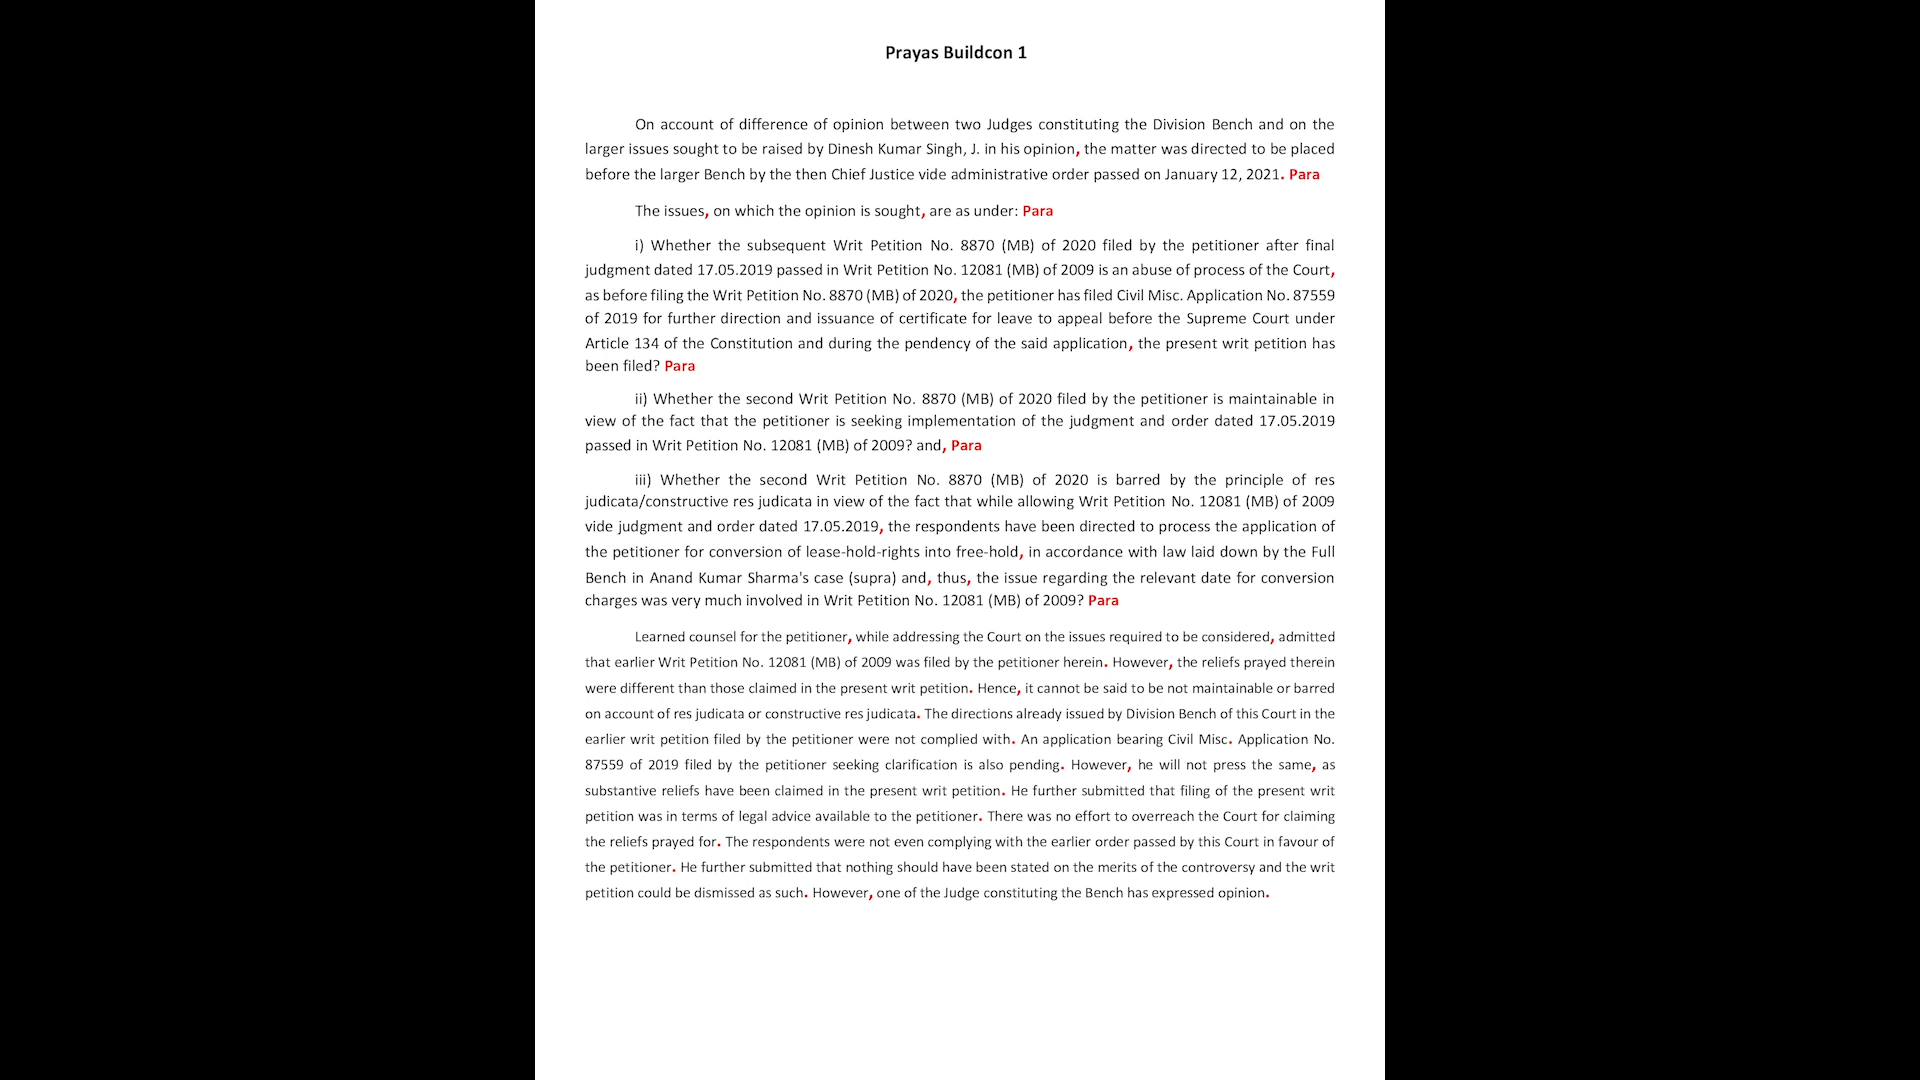 Prayas Buildcon 1
On account of difference of opinion between two Judges constituting the Division Bench and on the
larger issues sought to be raised by Dinesh Kumar Singh, J. in his opinion, the matter was directed to be placed
before the larger Bench by the then Chief Justice vide administrative order passed on January 12, 2021. Para
The issues, on which the opinion is sought, are as under: Para
i) Whether the subsequent Writ Petition No. 8870 (MB) of 2020 filed by the petitioner after final
judgment dated 17.05.2019 passed in Writ Petition No. 12081 (MB) of 2009 is an abuse of process of the Court,
as before filing the Writ Petition No. 8870 (MB) of 2020, the petitioner has filed Civil Misc. Application No. 87559
of 2019 for further direction and issuance of certificate for leave to appeal before the Supreme Court under
Article 134 of the Constitution and during the pendency of the said application, the present writ petition has
been filed? Para
ii) Whether the second Writ Petition No. 8870 (MB) of 2020 filed by the petitioner is maintainable in
view of the fact that the petitioner is seeking implementation of the judgment and order dated 17.05.2019
passed in Writ Petition No. 12081 (MB) of 2009? and, Para
iii) Whether the second Writ Petition No. 8870 (MB) of 2020 is barred by the principle of res
judicata/constructive res judicata in view of the fact that while allowing Writ Petition No. 12081 (MB) of 2009
vide judgment and order dated 17.05.2019, the respondents have been directed to process the application of
the petitioner for conversion of lease-hold-rights into free-hold, in accordance with law laid down by the Full
Bench in Anand Kumar Sharma's case (supra) and, thus, the issue regarding the relevant date for conversion
charges was very much involved in Writ Petition No. 12081 (MB) of 2009? Para
Learned counsel for the petitioner, while addressing the Court on the issues required to be considered, admitted
that earlier Writ Petition No. 12081 (MB) of 2009 was filed by the petitioner herein. However, the reliefs prayed therein
were different than those claimed in the present writ petition. Hence, it cannot be said to be not maintainable or barred
on account of res judicata or constructive res judicata. The directions already issued by Division Bench of this Court in the
earlier writ petition filed by the petitioner were not complied with. An application bearing Civil Misc. Application No.
87559 of 2019 filed by the petitioner seeking clarification is also pending. However, he will not press the same, as
substantive reliefs have been claimed in the present writ petition. He further submitted that filing of the present writ
petition was in terms of legal advice available to the petitioner. There was no effort to overreach the Court for claiming
the reliefs prayed for. The respondents were not even complying with the earlier order passed by this Court in favour of
the petitioner. He further submitted that nothing should have been stated on the merits of the controversy and the writ
petition could be dismissed as such. However, one of the Judge constituting the Bench has expressed opinion.